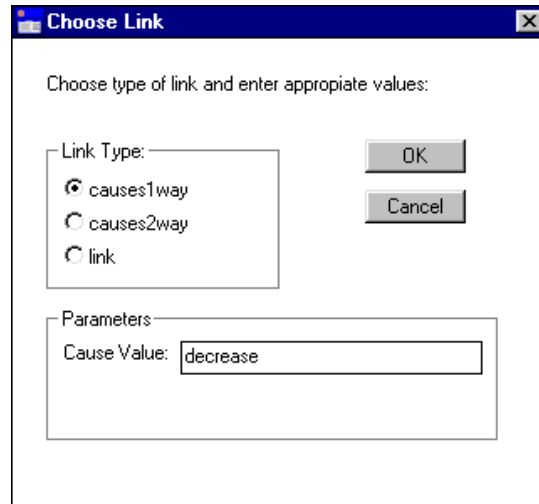 Choose Link
Choose type of link and enter appropiate values:
Link Type:
causes1way
causes2way
link
OK
Cancel
Parameters
Cause Value: decrease